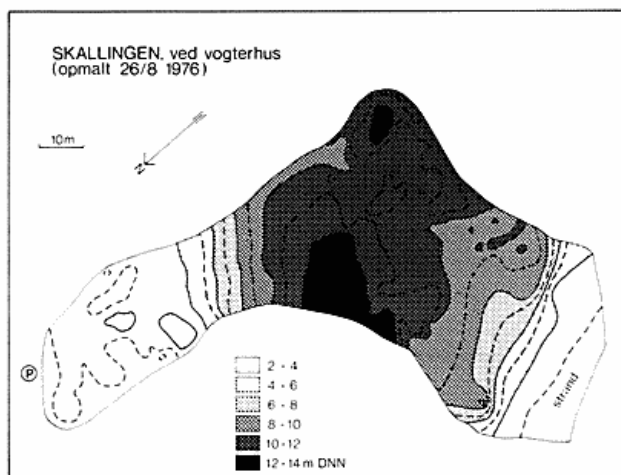 SKALLINGEN, ved vogterhus
(opmalt 26/8 1976)
10m
N
P
strand
2 - 4
4 - 6
6 - 8
8 - 10
10 - 12
12 - 14 m DNN